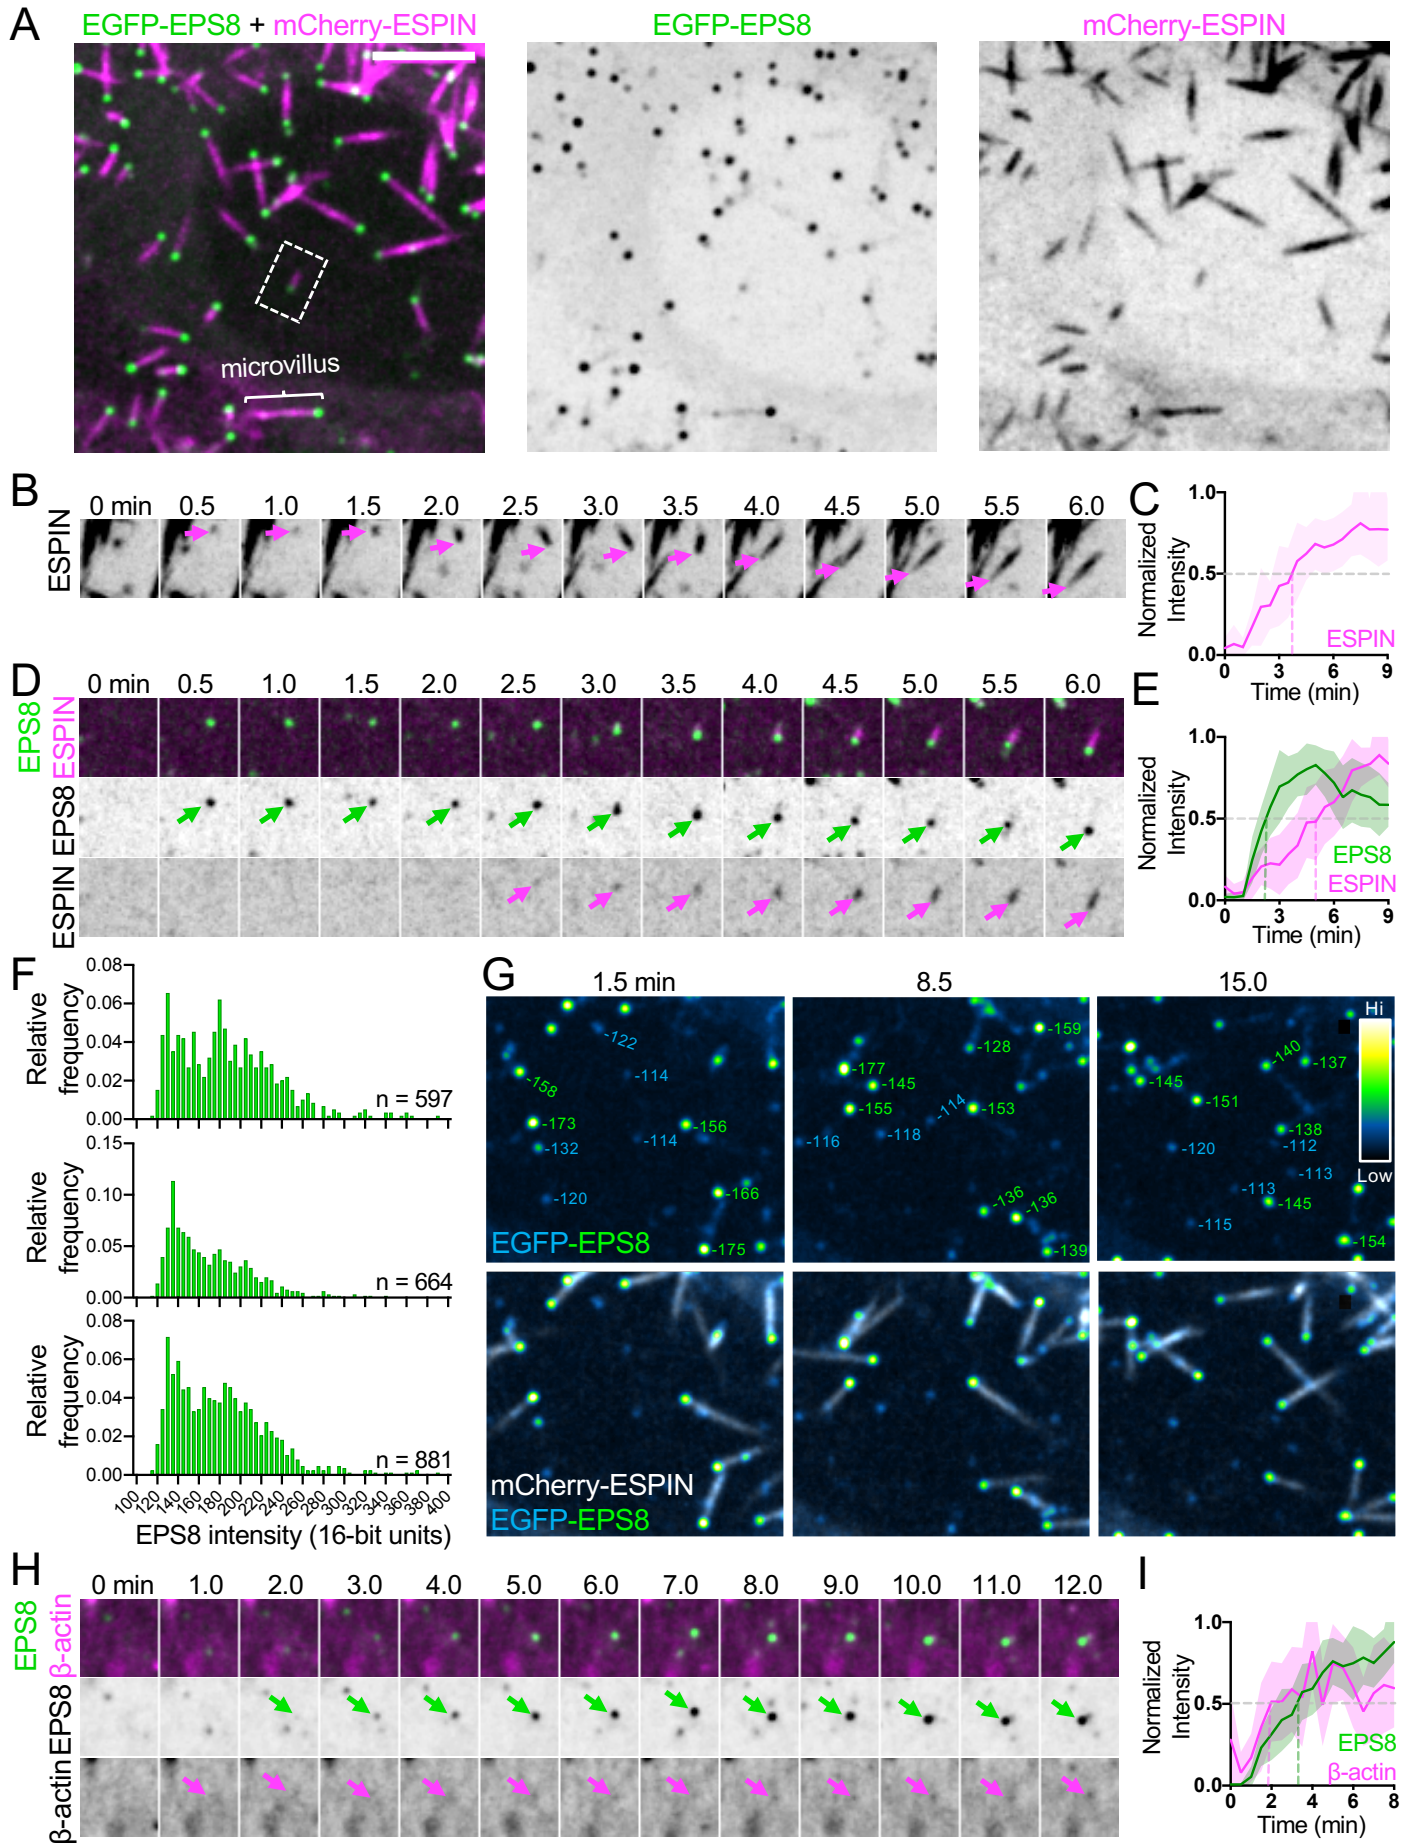 A
EGFP-EPS8 + mCherry-ESPIN
EGFP-EPS8
mCherry-ESPIN
microvillus
B
0 min 0.5 1.0 1.5 2.0 2.5 3.0 3.5 4.0 4.5 5.0 5.5 6.0
ESPIN
C
Normalized
Intensity
1.0
0.5
0.0
ESPIN
0 3 6 9
Time (min)
D
0 min 0.5 1.0 1.5 2.0 2.5 3.0 3.5 4.0 4.5 5.0 5.5 6.0
EPS8
ESPIN
EPS8
ESPIN
E
Normalized
Intensity
1.0
0.5
0.0
EPS8
ESPIN
0 3 6 9
Time (min)
F
Relative
frequency
0.08
0.06
0.04
0.02
0.00
n = 597
Relative
frequency
0.15
0.10
0.05
0.00
n = 664
Relative
frequency
0.08
0.06
0.04
0.02
0.00
n = 881
100 120 140 160 180 200 220 240 260 280 300 320 340 360 380 400
EPS8 intensity (16-bit units)
G
1.5 min
8.5
15.0
-122
-114
-158
-173
-156
-114
-132
-120
-166
-175
EGFP-EPS8
-159
-128
-177
-145
-155
-114
-153
-116
-118
-136
-136
-139
Hi
Low
-140
-137
-145
-151
-138
-112
-120
-113
-113
-145
-115
-154
mCherry-ESPIN
EGFP-EPS8
H
0 min 1.0 2.0 3.0 4.0 5.0 6.0 7.0 8.0 9.0 10.0 11.0 12.0
EPS8
β-actin
EPS8
β-actin
I
Normalized
Intensity
1.0
0.5
0.0
EPS8
β-actin
0 2 4 6 8
Time (min)